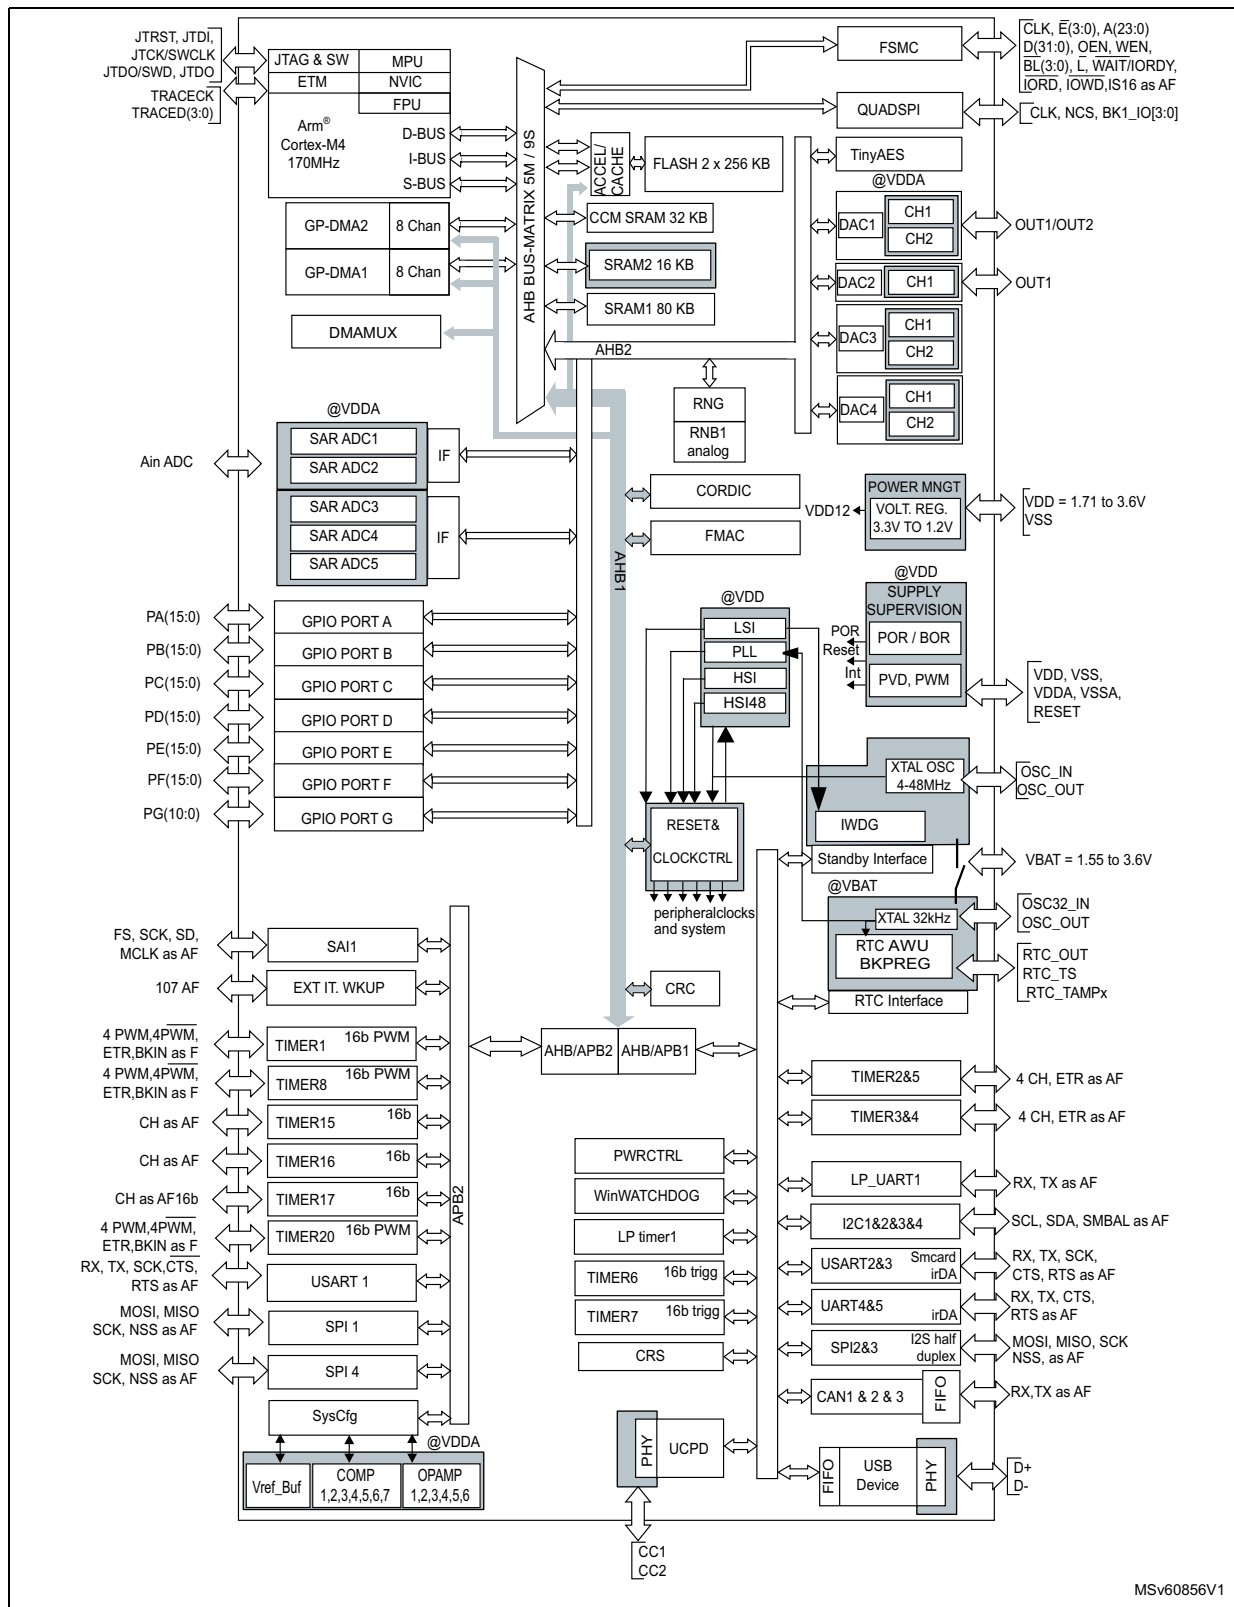 JTRST, JTDI,
JTCK/SWCLK
JTDO/SWD, JTDO
TRACECK
TRACED(3:0)
JTAG & SW
MPU
ETM
NVIC
FPU
Arm®
Cortex-M4
170MHz
D-BUS
I-BUS
S-BUS
GP-DMA2
8 Chan
GP-DMA1
8 Chan
DMAMUX
AHB BUS-MATRIX 5M / 9S
ACCEL/
CACHE
FLASH 2 x 256 KB
CCM SRAM 32 KB
SRAM2 16 KB
SRAM1 80 KB
AHB2
RNG
RNB1
analog
FSMC
CLK, E(3:0), A(23:0)
D(31:0), OEN, WEN,
BL(3:0), L, WAIT/IORDY,
IORD, IOWD,IS16 as AF
QUADSPI
CLK, NCS, BK1_IO[3:0]
TinyAES
@VDDA
DAC1
CH1
CH2
OUT1/OUT2
DAC2
CH1
OUT1
DAC3
CH1
CH2
DAC4
CH1
CH2
@VDDA
Ain ADC
SAR ADC1
SAR ADC2
IF
SAR ADC3
SAR ADC4
SAR ADC5
IF
CORDIC
FMAC
AHB1
POWER MNGT
VDD12
VOLT. REG.
3.3V TO 1.2V
VDD = 1.71 to 3.6V
VSS
@VDD
SUPPLY
SUPERVISION
POR
Reset
Int
POR / BOR
PVD, PWM
VDD, VSS,
VDDA, VSSA,
RESET
@VDD
LSI
PLL
HSI
HSI48
PA(15:0)
GPIO PORT A
PB(15:0)
GPIO PORT B
PC(15:0)
GPIO PORT C
PD(15:0)
GPIO PORT D
PE(15:0)
GPIO PORT E
PF(15:0)
GPIO PORT F
PG(10:0)
GPIO PORT G
RESET&
CLOCKCTRL
peripheralclocks
and system
XTAL OSC
4-48MHz
OSC_IN
OSC_OUT
IWDG
Standby Interface
VBAT = 1.55 to 3.6V
@VBAT
XTAL 32kHz
OSC32_IN
OSC_OUT
RTC AWU
BKPREG
RTC_OUT
RTC_TS
RTC_TAMPx
RTC Interface
CRC
AHB/APB2
AHB/APB1
FS, SCK, SD,
MCLK as AF
SAI1
107 AF
EXT IT. WKUP
4 PWM,4PWM,
ETR,BKIN as F
TIMER1
16b PWM
4 PWM,4PWM,
ETR,BKIN as F
TIMER8
16b PWM
CH as AF
TIMER15
16b
CH as AF
TIMER16
16b
CH as AF16b
TIMER17
16b
4 PWM,4PWM,
ETR,BKIN as F
TIMER20
16b PWM
RX, TX, SCK,CTS,
RTS as AF
USART 1
MOSI, MISO
SCK, NSS as AF
SPI 1
MOSI, MISO
SCK, NSS as AF
SPI 4
SysCfg
APB2
@VDDA
Vref_Buf
COMP
1,2,3,4,5,6,7
OPAMP
1,2,3,4,5,6
PWRCTRL
WinWATCHDOG
LP timer1
TIMER6
16b trigg
TIMER7
16b trigg
CRS
PHY
UCPD
CC1
CC2
TIMER2&5
4 CH, ETR as AF
TIMER3&4
4 CH, ETR as AF
LP_UART1
RX, TX as AF
I2C1&2&3&4
SCL, SDA, SMBAL as AF
USART2&3
Smcard
irDA
RX, TX, SCK,
CTS, RTS as AF
UART4&5
irDA
RX, TX, CTS,
RTS as AF
SPI2&3
I2S half
duplex
MOSI, MISO, SCK
NSS, as AF
CAN1 & 2 & 3
FIFO
RX,TX as AF
FIFO
USB
Device
PHY
D+
D-
MSv60856V1